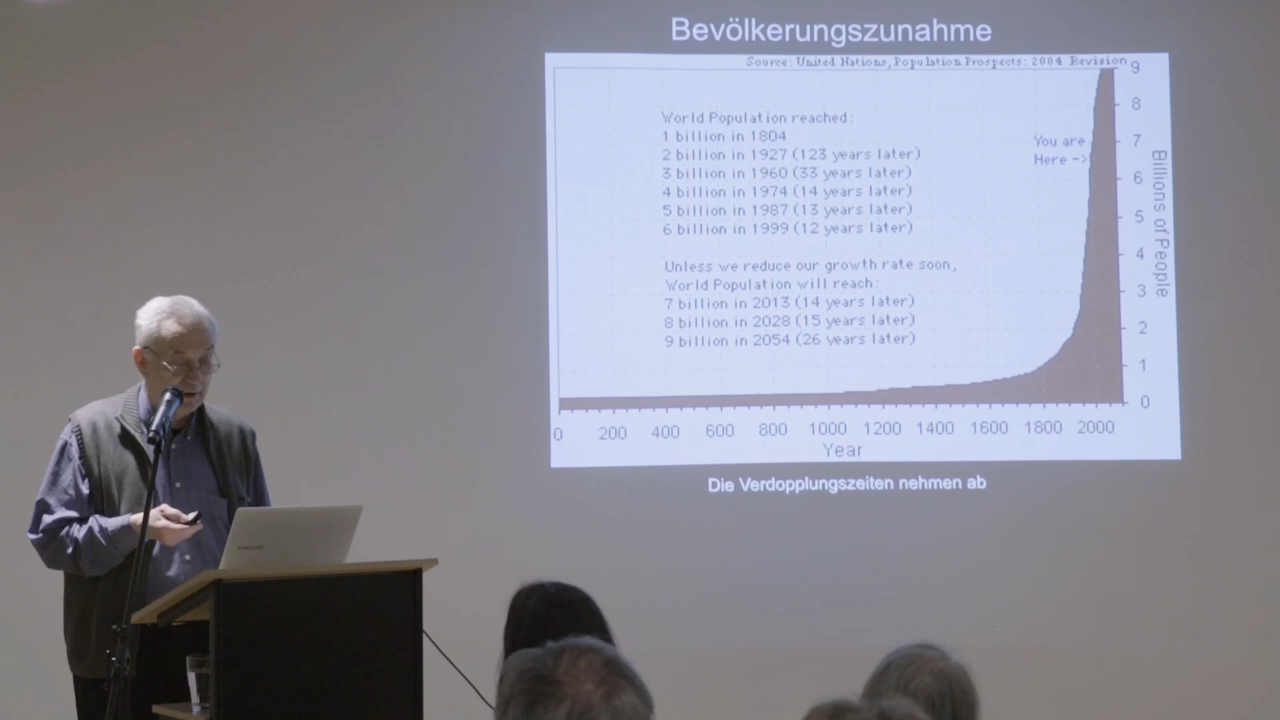 Bevölkerungszunahme
Source: United Nations, Population Prospects: 2004 Revision
World Population reached:
1 billion in 1804
2 billion in 1927 (123 years later)
3 billion in 1960 (33 years later)
4 billion in 1974 (14 years later)
5 billion in 1987 (13 years later)
6 billion in 1999 (12 years later)
Unless we reduce our growth rate soon,
World Population will reach:
7 billion in 2013 (14 years later)
8 billion in 2028 (15 years later)
9 billion in 2054 (26 years later)
You are
Here ->
9
8
7
6
5
4
3
2
1
0
Billions of People
0 200 400 600 800 1000 1200 1400 1600 1800 2000
Year
Die Verdopplungszeiten nehmen ab
SAMSUNG